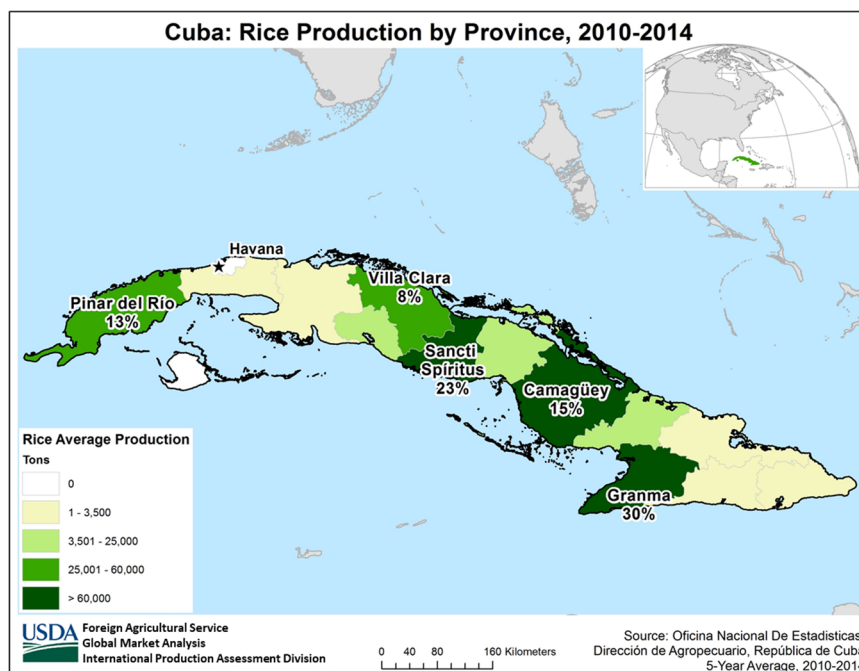 Cuba: Rice Production by Province, 2010-2014
Havana
Villa Clara
8%
Pinar del Río
13%
Sancti
Spíritus
23%
Camagüey
15%
Granma
30%
Rice Average Production
Tons
0
1 - 3,500
3,501 - 25,000
25,001 - 60,000
> 60,000
USDA
Foreign Agricultural Service
Global Market Analysis
International Production Assessment Division
0 40 80 160 Kilometers
Source: Oficina Nacional De Estadisticas
Dirección de Agropecuario, República de Cuba
5-Year Average, 2010-2014